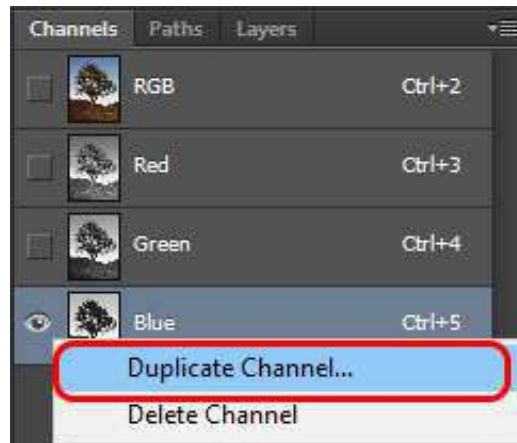 Channels Paths Layers
RGB Ctrl+2
Red Ctrl+3
Green Ctrl+4
Blue Ctrl+5
Duplicate Channel...
Delete Channel